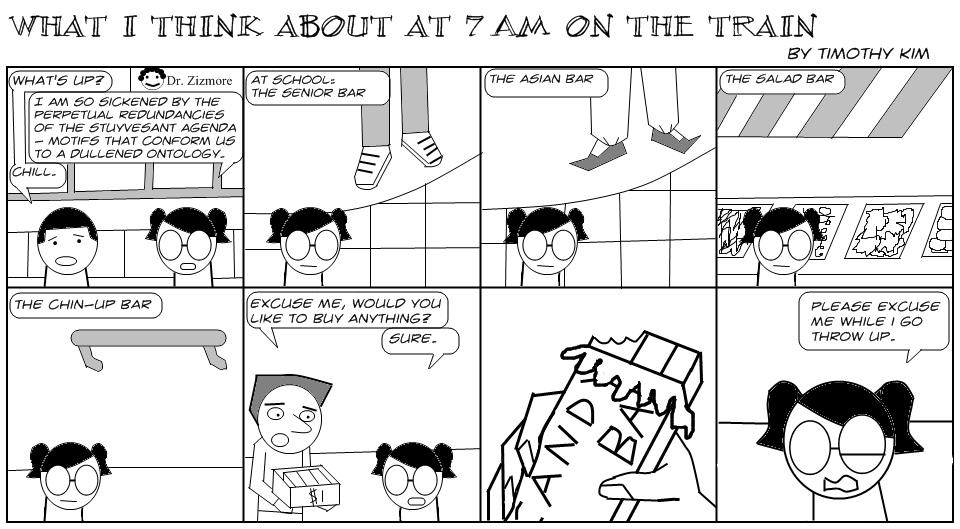 WHAT I THINK ABOUT AT 7 AM ON THE TRAIN
BY TIMOTHY KIM
WHAT'S UP?
Dr. Zizmore
I AM SO SICKENED BY THE
PERPETUAL REDUNDANCIES
OF THE STUYVESANT AGENDA
– MOTIFS THAT CONFORM US
TO A DULLENED ONTOLOGY.
CHILL.
AT SCHOOL:
THE SENIOR BAR
THE ASIAN BAR
THE SALAD BAR
THE CHIN-UP BAR
EXCUSE ME, WOULD YOU
LIKE TO BUY ANYTHING?
SURE.
$1
AND
BA
PLEASE EXCUSE
ME WHILE I GO
THROW UP.